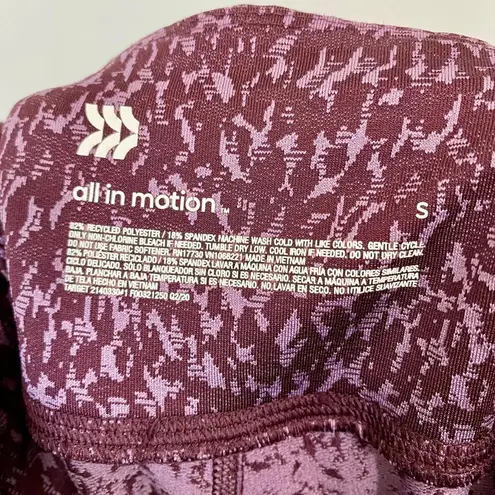 all in motion™
S
82% RECYCLED POLYESTER / 18% SPANDEX MACHINE WASH COLD WITH LIKE COLORS. GENTLE CYCLE
ONLY NON-CHLORINE BLEACH IF NEEDED. TUMBLE DRY LOW. COOL IRON IF NEEDED. DO NOT DRY CLEAN.
DO NOT USE FABRIC SOFTENER. RN17730 VN1068221 MADE IN VIETNAM
82% POLIÉSTER RECICLADO / 18% SPANDEX LAVAR A MÁQUINA CON AGUA FRÍA CON COLORES SIMILARES.
CICLO DELICADO. SÓLO BLANQUEADOR SIN CLORO SI ES NECESARIO. SECAR A MÁQUINA A TEMPERATURA
BAJA. PLANCHAR A BAJA TEMPERATURA SI ES NECESARIO. NO LAVAR EN SECO. NO UTILICE SUAVIZANTE
DE TELA HECHO EN VIETNAM
TARGET 21403304 02/20